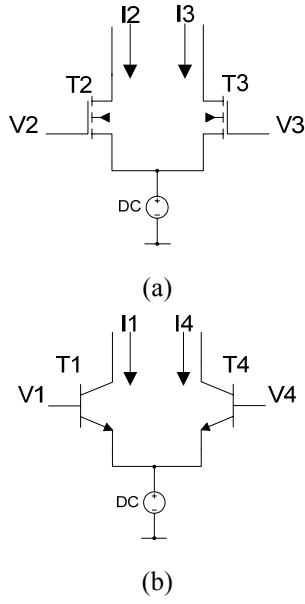 I2 I3
T2 T3
V2 V3
DC + -
(a)
I1 I4
T1 T4
V1 V4
DC + -
(b)